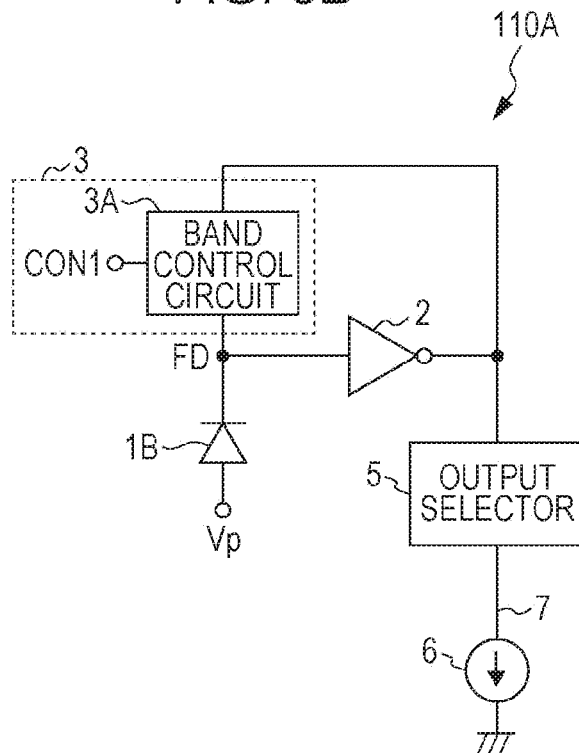 110A
3
3A
BAND
CONTROL
CIRCUIT
CON1
2
FD
1B
Vp
5
OUTPUT
SELECTOR
7
6